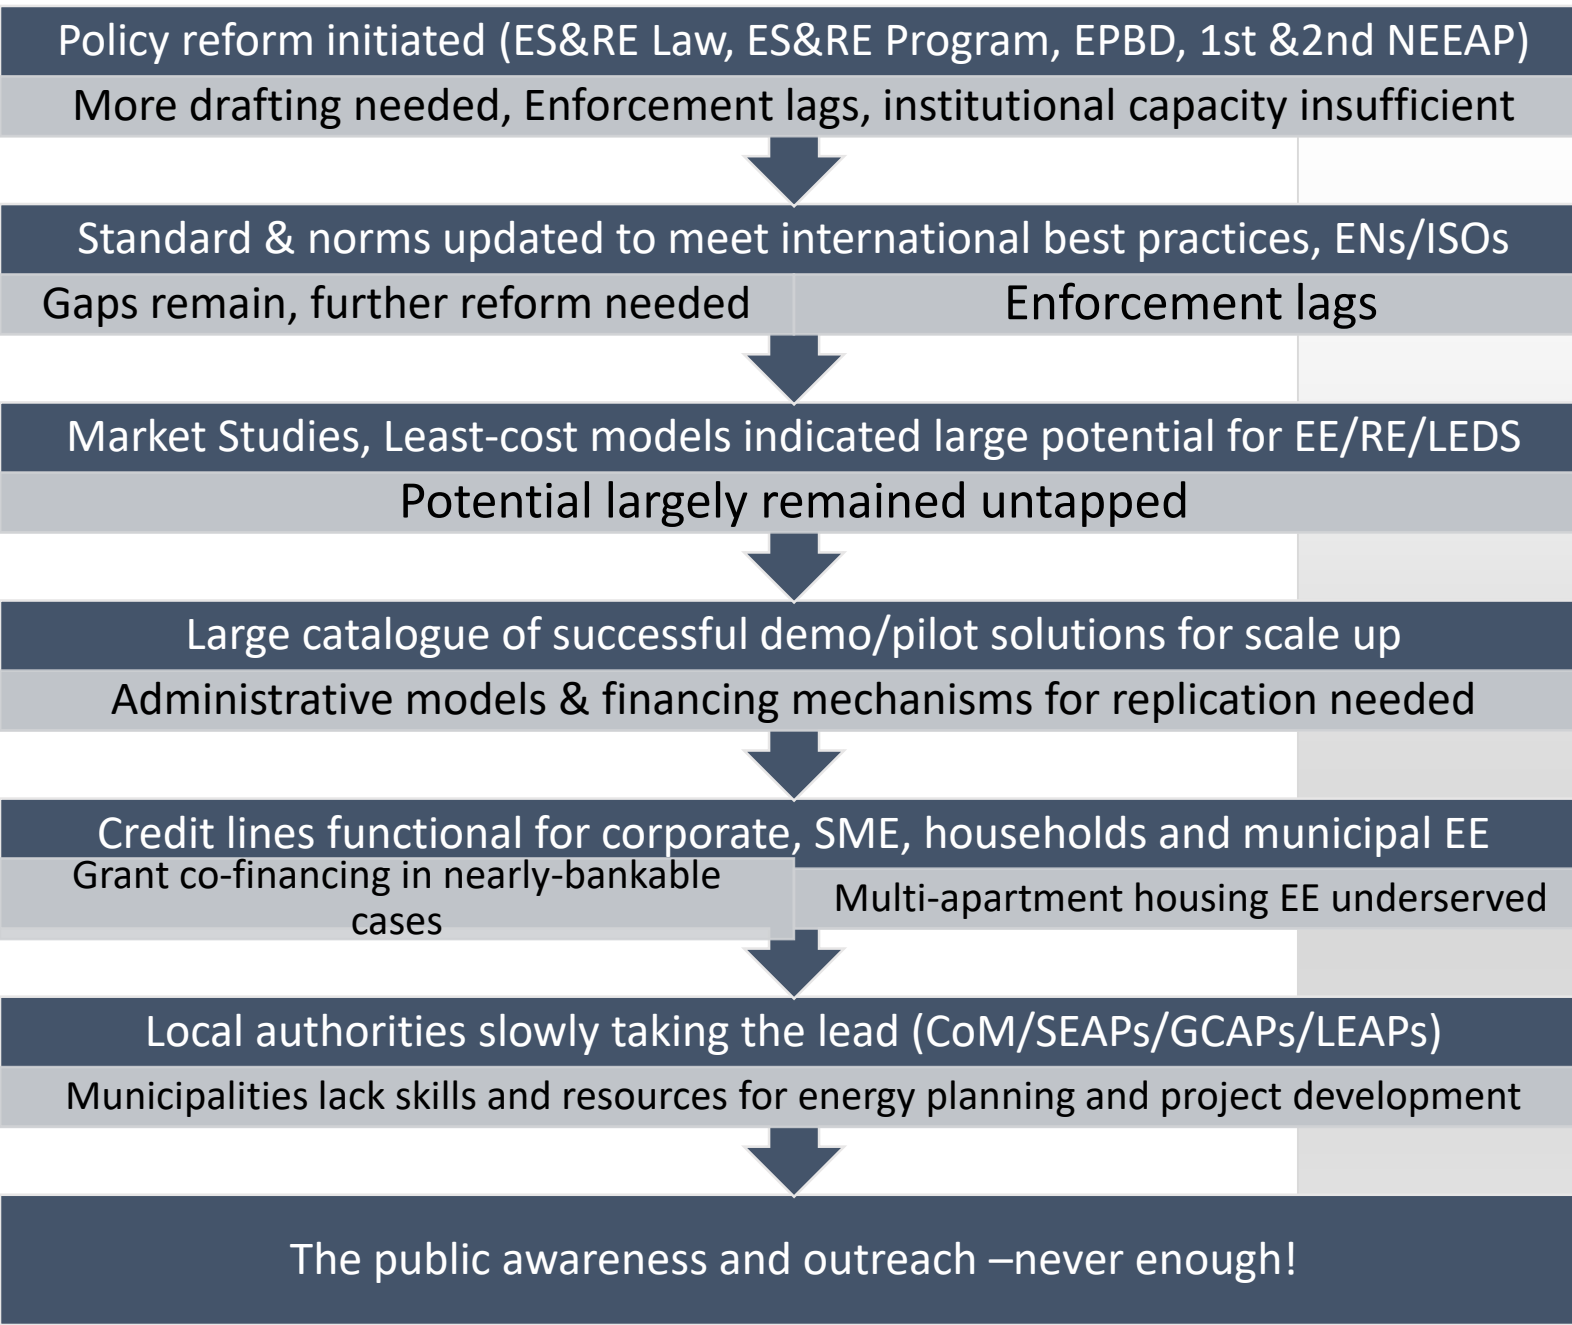 Policy reform initiated (ES&RE Law, ES&RE Program, EPBD, 1st &2nd NEEAP)
More drafting needed, Enforcement lags, institutional capacity insufficient
Standard & norms updated to meet international best practices, ENs/ISOs
Gaps remain, further reform needed
Enforcement lags
Market Studies, Least-cost models indicated large potential for EE/RE/LEDS
Potential largely remained untapped
Large catalogue of successful demo/pilot solutions for scale up
Administrative models & financing mechanisms for replication needed
Credit lines functional for corporate, SME, households and municipal EE
Grant co-financing in nearly-bankable
cases
Multi-apartment housing EE underserved
Local authorities slowly taking the lead (CoM/SEAPs/GCAPs/LEAPs)
Municipalities lack skills and resources for energy planning and project development
The public awareness and outreach –never enough!